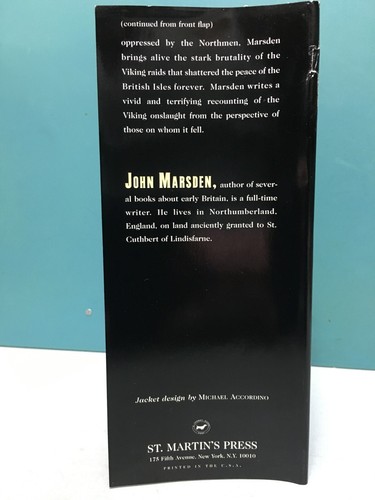 (continued from front flap)
oppressed by the Northmen, Marsden
brings alive the stark brutality of the
Viking raids that shattered the peace of the
British Isles forever. Marsden writes a
vivid and terrifying recounting of the
Viking onslaught from the perspective of
those on whom it fell.
JOHN MARSDEN, author of sever-
al books about early Britain, is a full-time
writer. He lives in Northumberland,
England, on land anciently granted to St.
Cuthbert of Lindisfarne.
Jacket design by MICHAEL ACCORDINO
ST. MARTIN'S PRESS
175 Fifth Avenue, New York, N.Y. 10010
PRINTED IN THE U.S.A.